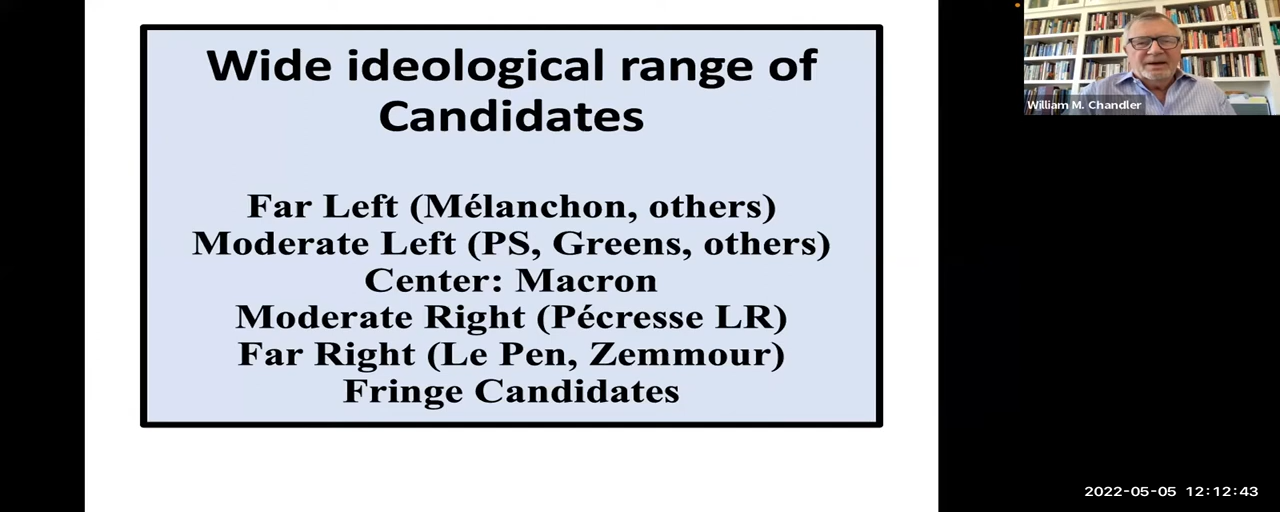 Wide ideological range of
Candidates
Far Left (Mélanchon, others)
Moderate Left (PS, Greens, others)
Center: Macron
Moderate Right (Pécresse LR)
Far Right (Le Pen, Zemmour)
Fringe Candidates
William M. Chandler
2022-05-05 12:12:43